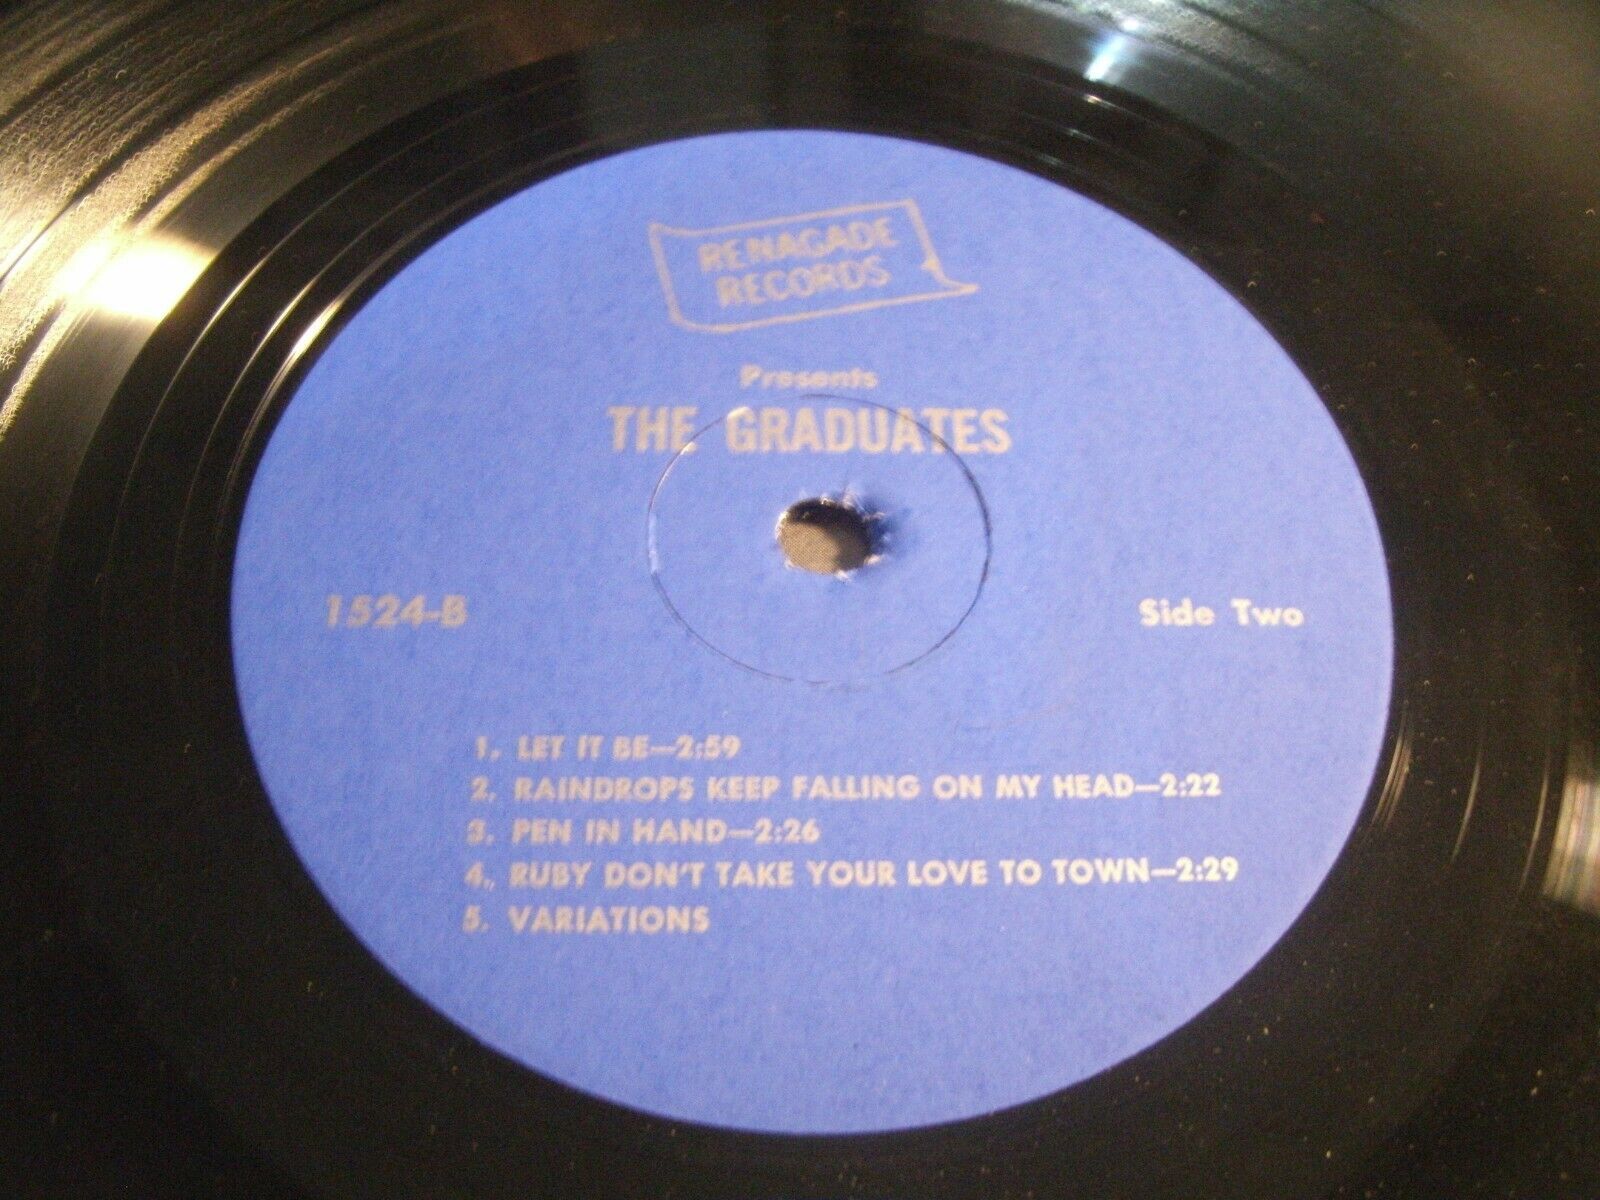 RENAGADE
RECORDS
Presents
THE GRADUATES
1524-B
Side Two
1. LET IT BE—2:59
2. RAINDROPS KEEP FALLING ON MY HEAD—2:22
3. PEN IN HAND—2:26
4. RUBY DON'T TAKE YOUR LOVE TO TOWN—2:29
5. VARIATIONS